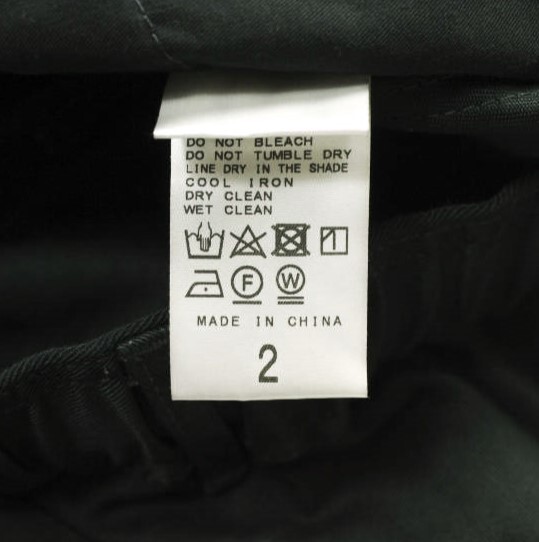 DO NOT BLEACH
DO NOT TUMBLE DRY
LINE DRY IN THE SHADE
COOL IRON
DRY CLEAN
WET CLEAN
F W
MADE IN CHINA
2